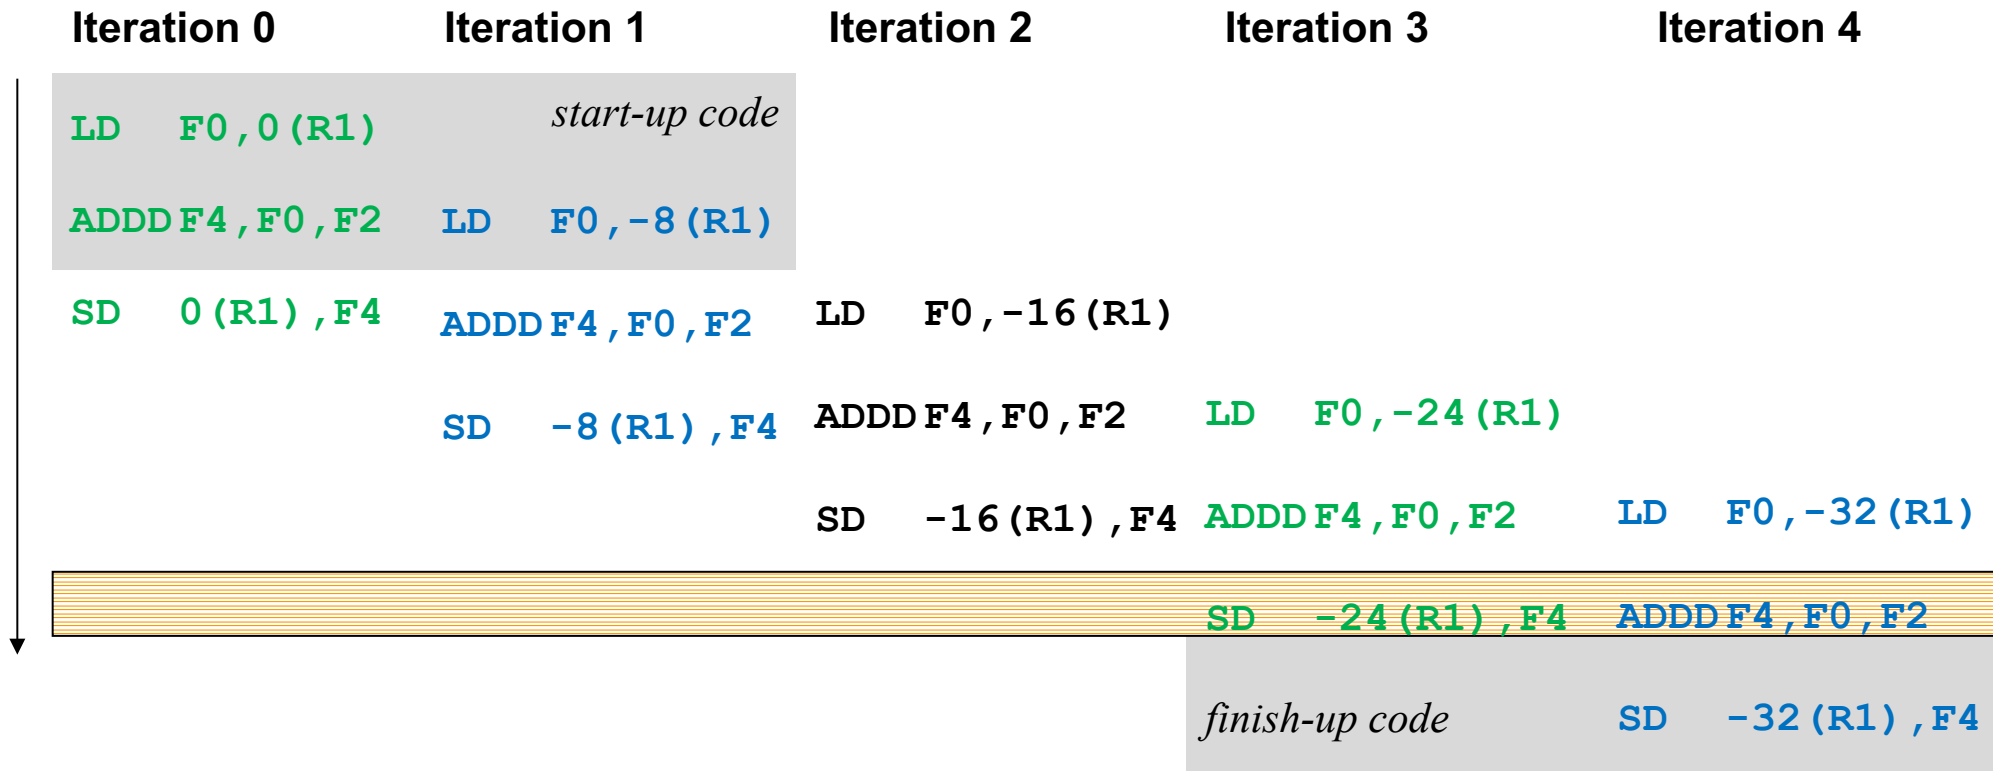 Iteration 0 Iteration 1 Iteration 2 Iteration 3 Iteration 4
start-up code
LD F0,0(R1)
ADDD F4,F0,F2 LD F0,-8(R1)
SD 0(R1),F4 ADDD F4,F0,F2 LD F0,-16(R1)
SD -8(R1),F4 ADDD F4,F0,F2 LD F0,-24(R1)
SD -16(R1),F4 ADDD F4,F0,F2 LD F0,-32(R1)
SD -24(R1),F4 ADDD F4,F0,F2
finish-up code SD -32(R1),F4